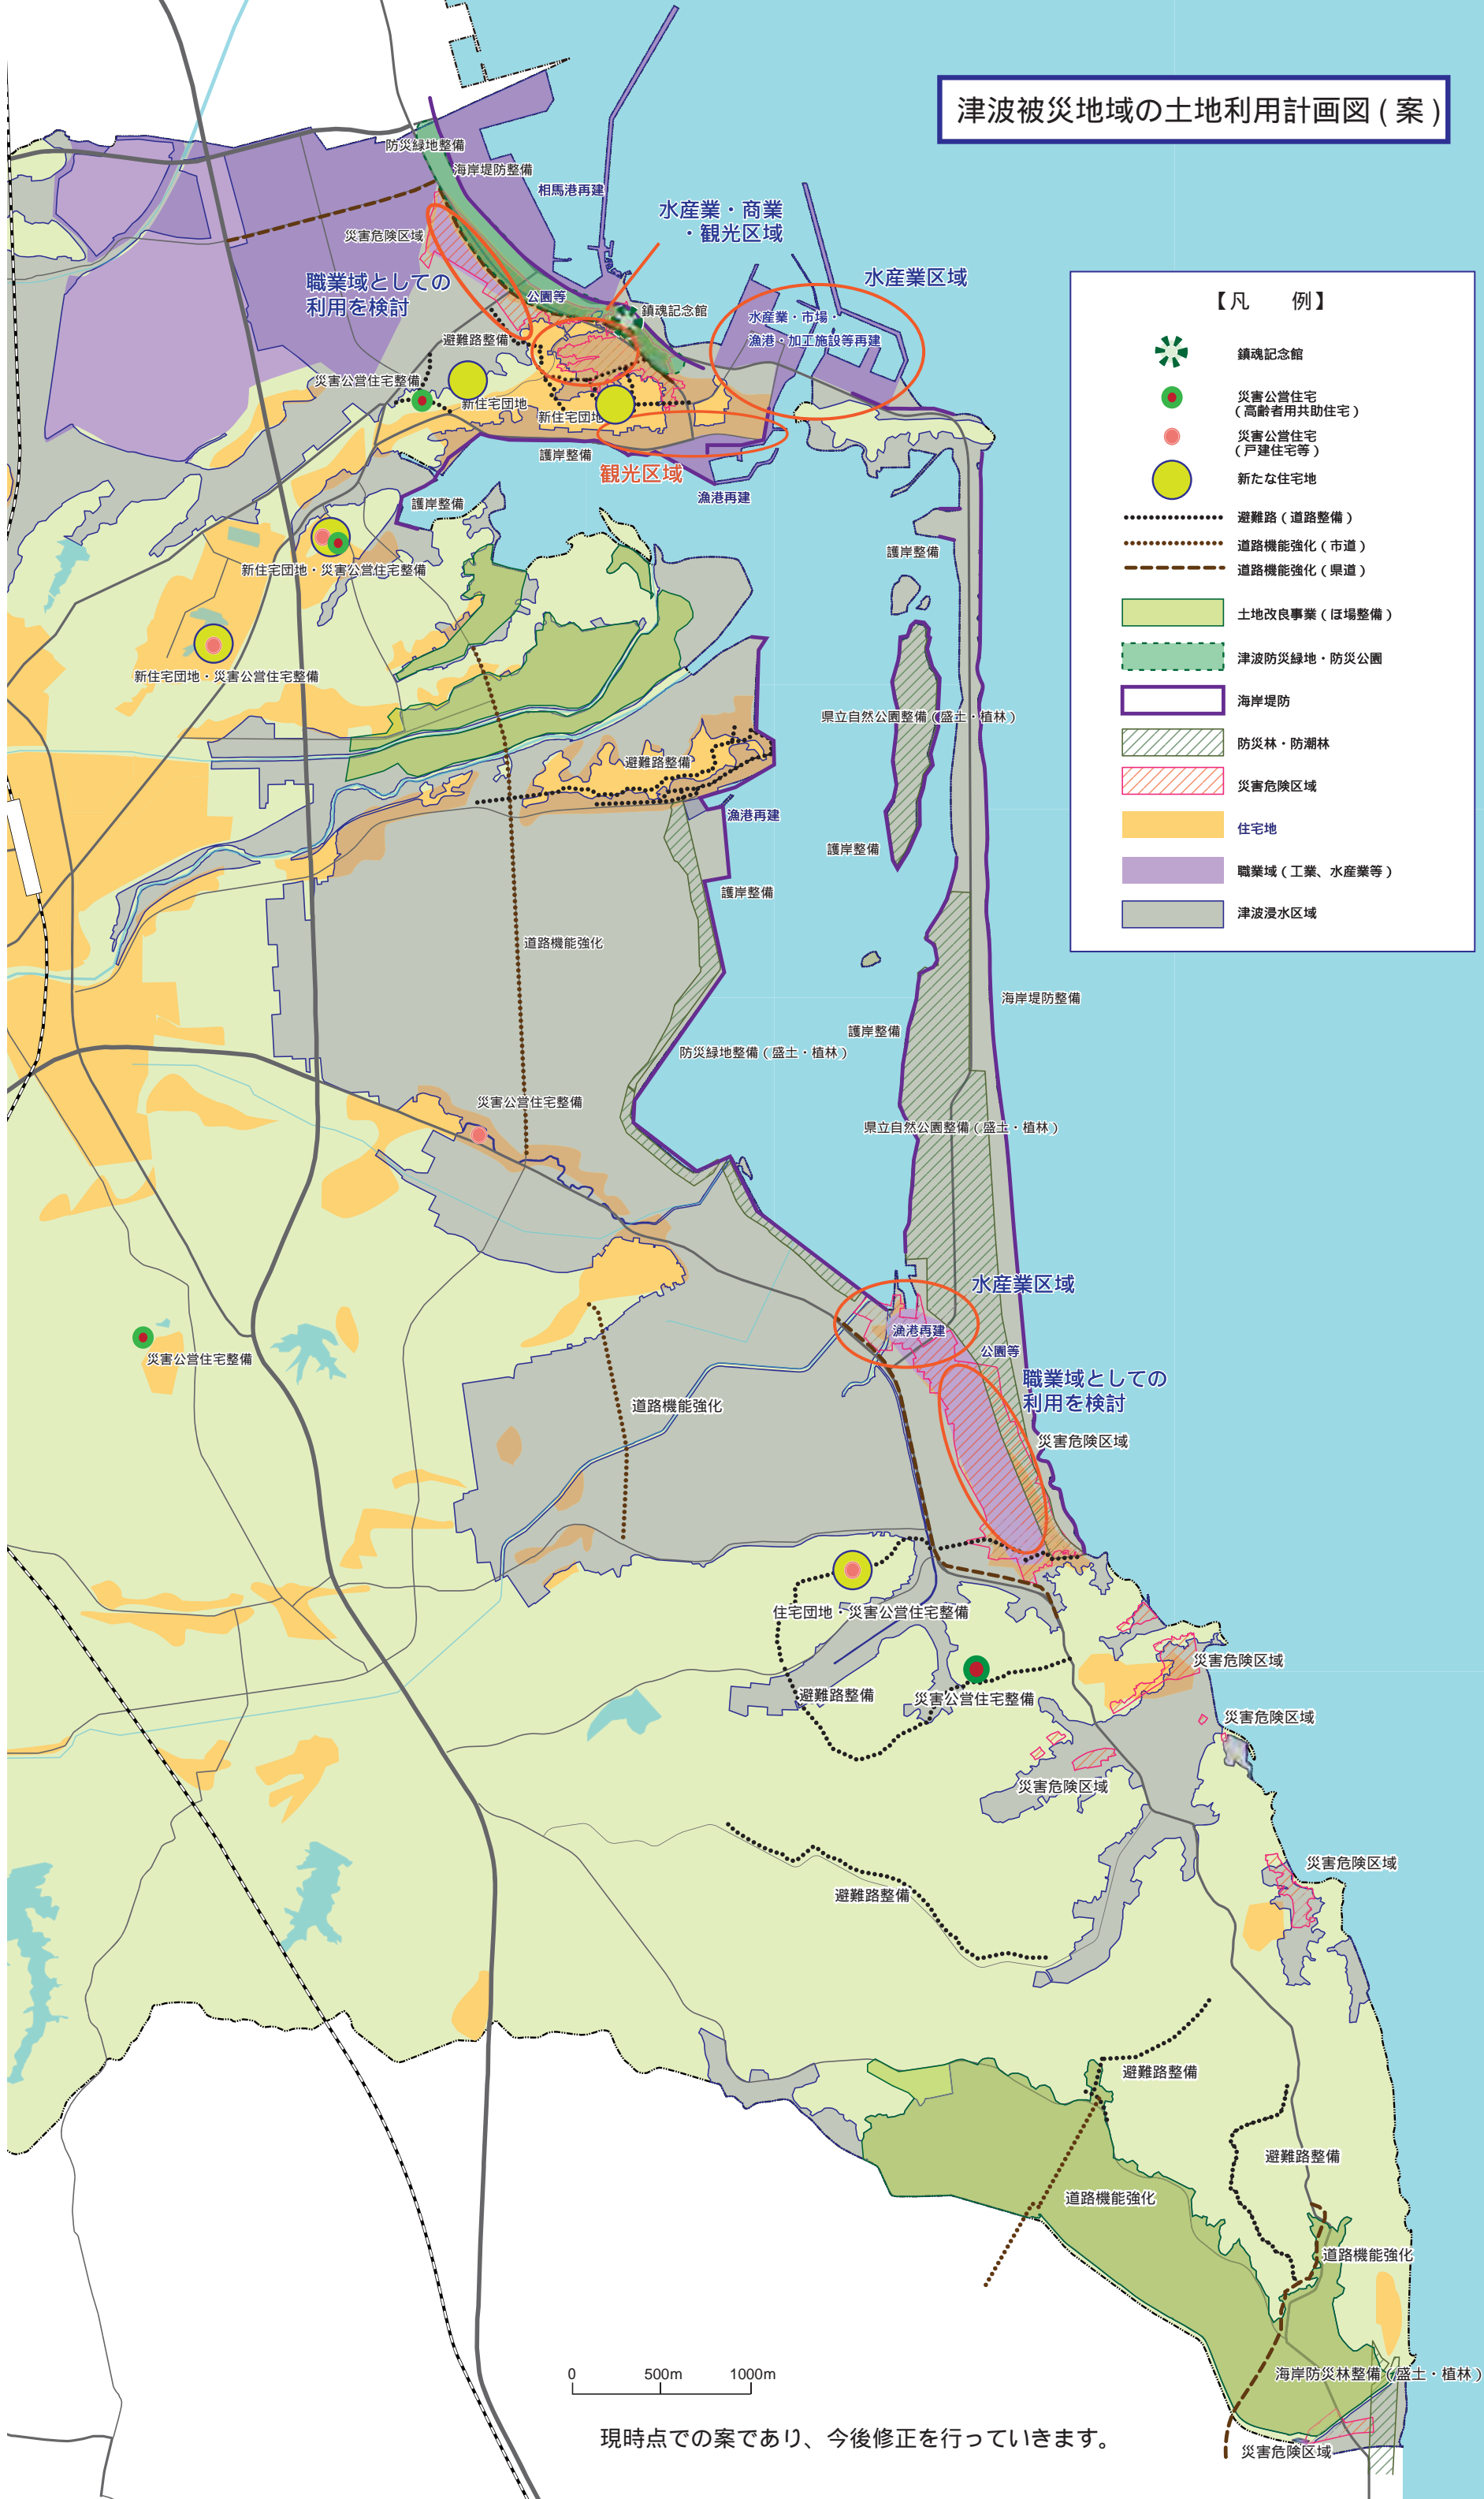 津波被災地域の土地利用計画図(案)
防災緑地整備
海岸堤防整備
相馬港再建
水産業・商業
・観光区域
災害危険区域
職業域としての
利用を検討
公園等
鎮魂記念館
水産業区域
水産業・市場・
漁港・加工施設等再建
避難路整備
災害公営住宅整備
新住宅団地
新住宅団地
護岸整備
観光区域
漁港再建
護岸整備
新住宅団地・災害公営住宅整備
護岸整備
新住宅団地・災害公営住宅整備
県立自然公園整備(盛土・植林)
避難路整備
漁港再建
護岸整備
護岸整備
道路機能強化
海岸堤防整備
護岸整備
防災緑地整備(盛土・植林)
災害公営住宅整備
県立自然公園整備(盛土・植林)
水産業区域
漁港再建
公園等
災害公営住宅整備
職業域としての
利用を検討
道路機能強化
災害危険区域
住宅団地・災害公営住宅整備
災害危険区域
避難路整備
災害公営住宅整備
災害危険区域
災害危険区域
災害危険区域
避難路整備
避難路整備
避難路整備
道路機能強化
道路機能強化
海岸防災林整備(盛土・植林)
災害危険区域
【凡 例】
鎮魂記念館
災害公営住宅
(高齢者用共助住宅)
災害公営住宅
(戸建住宅等)
新たな住宅地
避難路(道路整備)
道路機能強化(市道)
道路機能強化(県道)
土地改良事業(ほ場整備)
津波防災緑地・防災公園
海岸堤防
防災林・防潮林
災害危険区域
住宅地
職業域(工業、水産業等)
津波浸水区域
0 500m 1000m
現時点での案であり、今後修正を行っていきます。